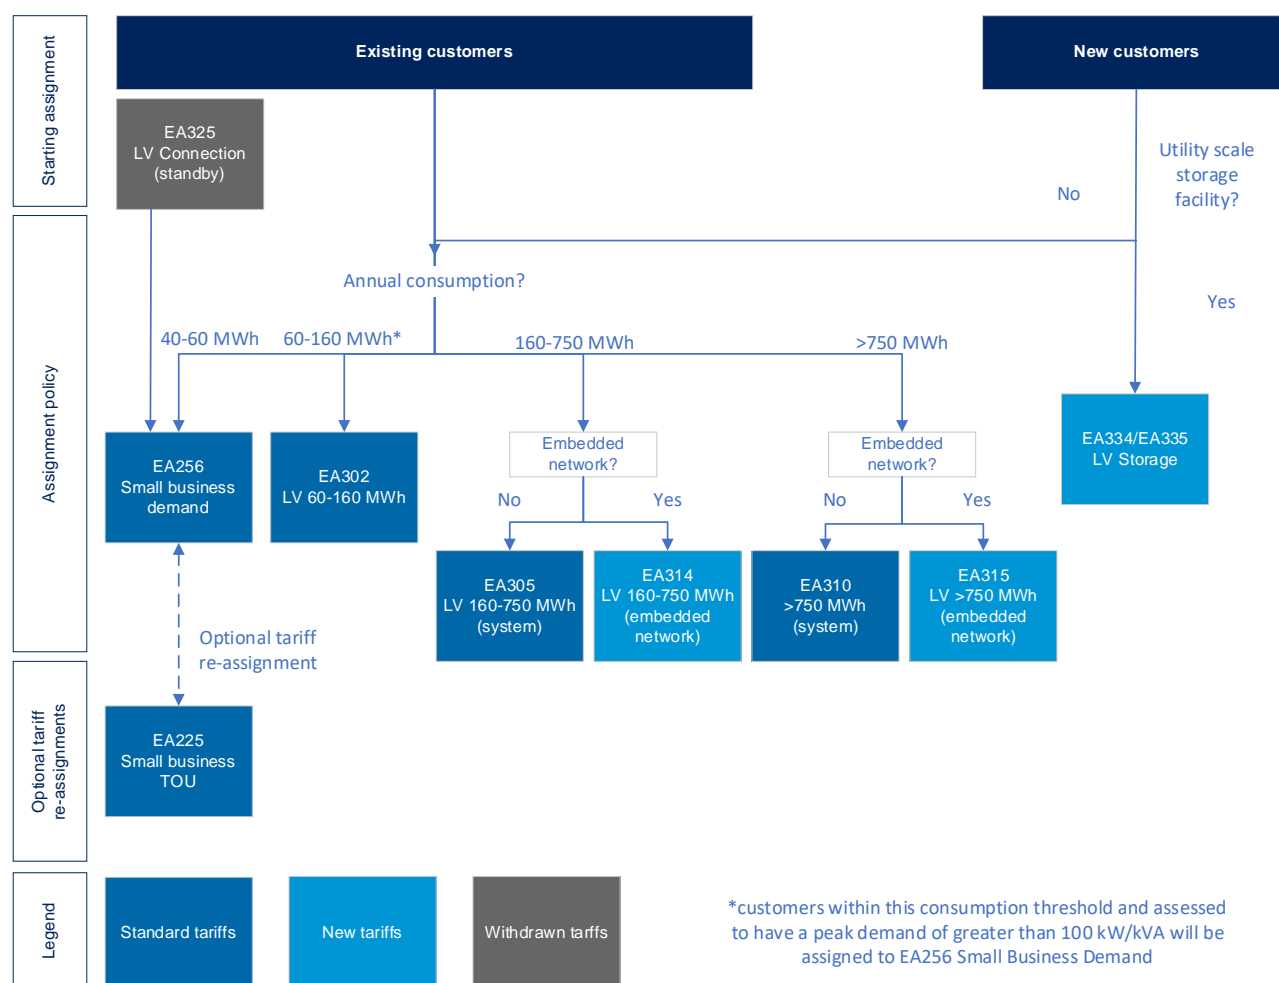 Starting assignment
Existing customers
New customers
EA325
LV Connection
(standby)
Utility scale
storage
facility?
No
Yes
Assignment policy
Annual consumption?
40-60 MWh
60-160 MWh*
160-750 MWh
>750 MWh
EA256
Small business
demand
EA302
LV 60-160 MWh
Embedded
network?
Embedded
network?
EA334/EA335
LV Storage
No
Yes
No
Yes
EA305
LV 160-750 MWh
(system)
EA314
LV 160-750 MWh
(embedded
network)
EA310
>750 MWh
(system)
EA315
LV >750 MWh
(embedded
network)
Optional tariff
re-assignment
Optional tariff
re-assignments
EA225
Small business
TOU
Legend
Standard tariffs
New tariffs
Withdrawn tarffs
*customers within this consumption threshold and assessed
to have a peak demand of greater than 100 kW/kVA will be
assigned to EA256 Small Business Demand